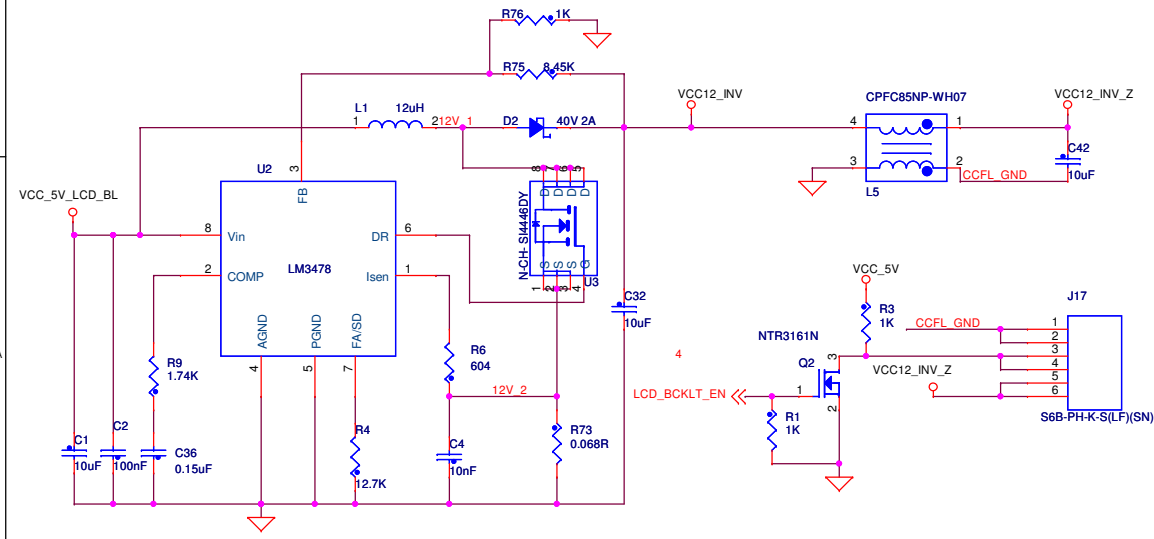 R76 1K
R75 8.45K
L1 12uH
1 2
12V_1
D2 40V 2A
VCC12_INV
CPFC85NP-WH07
VCC12_INV_Z
4 1
3 2
L5
CCFL_GND
C42
10uF
U2
3
FB
VCC_5V_LCD_BL
8 Vin
DR 6
2 COMP
LM3478
Isen 1
AGND
PGND
FA/SD
4
5
7
8 7 6 5
D D D D
N-CH- SI4446DY
S S S G
1 2 3 4
U3
C32
10uF
R9
1.74K
R6
604
12V_2
4
C1
10uF
C2
100nF
C36
0.15uF
R4
12.7K
C4
10nF
R73
0.068R
VCC_5V
R3
1K
NTR3161N
Q2
3
1
2
LCD_BCKLT_EN
R1
1K
J17
CCFL_GND
VCC12_INV_Z
1
2
3
4
5
6
S6B-PH-K-S(LF)(SN)